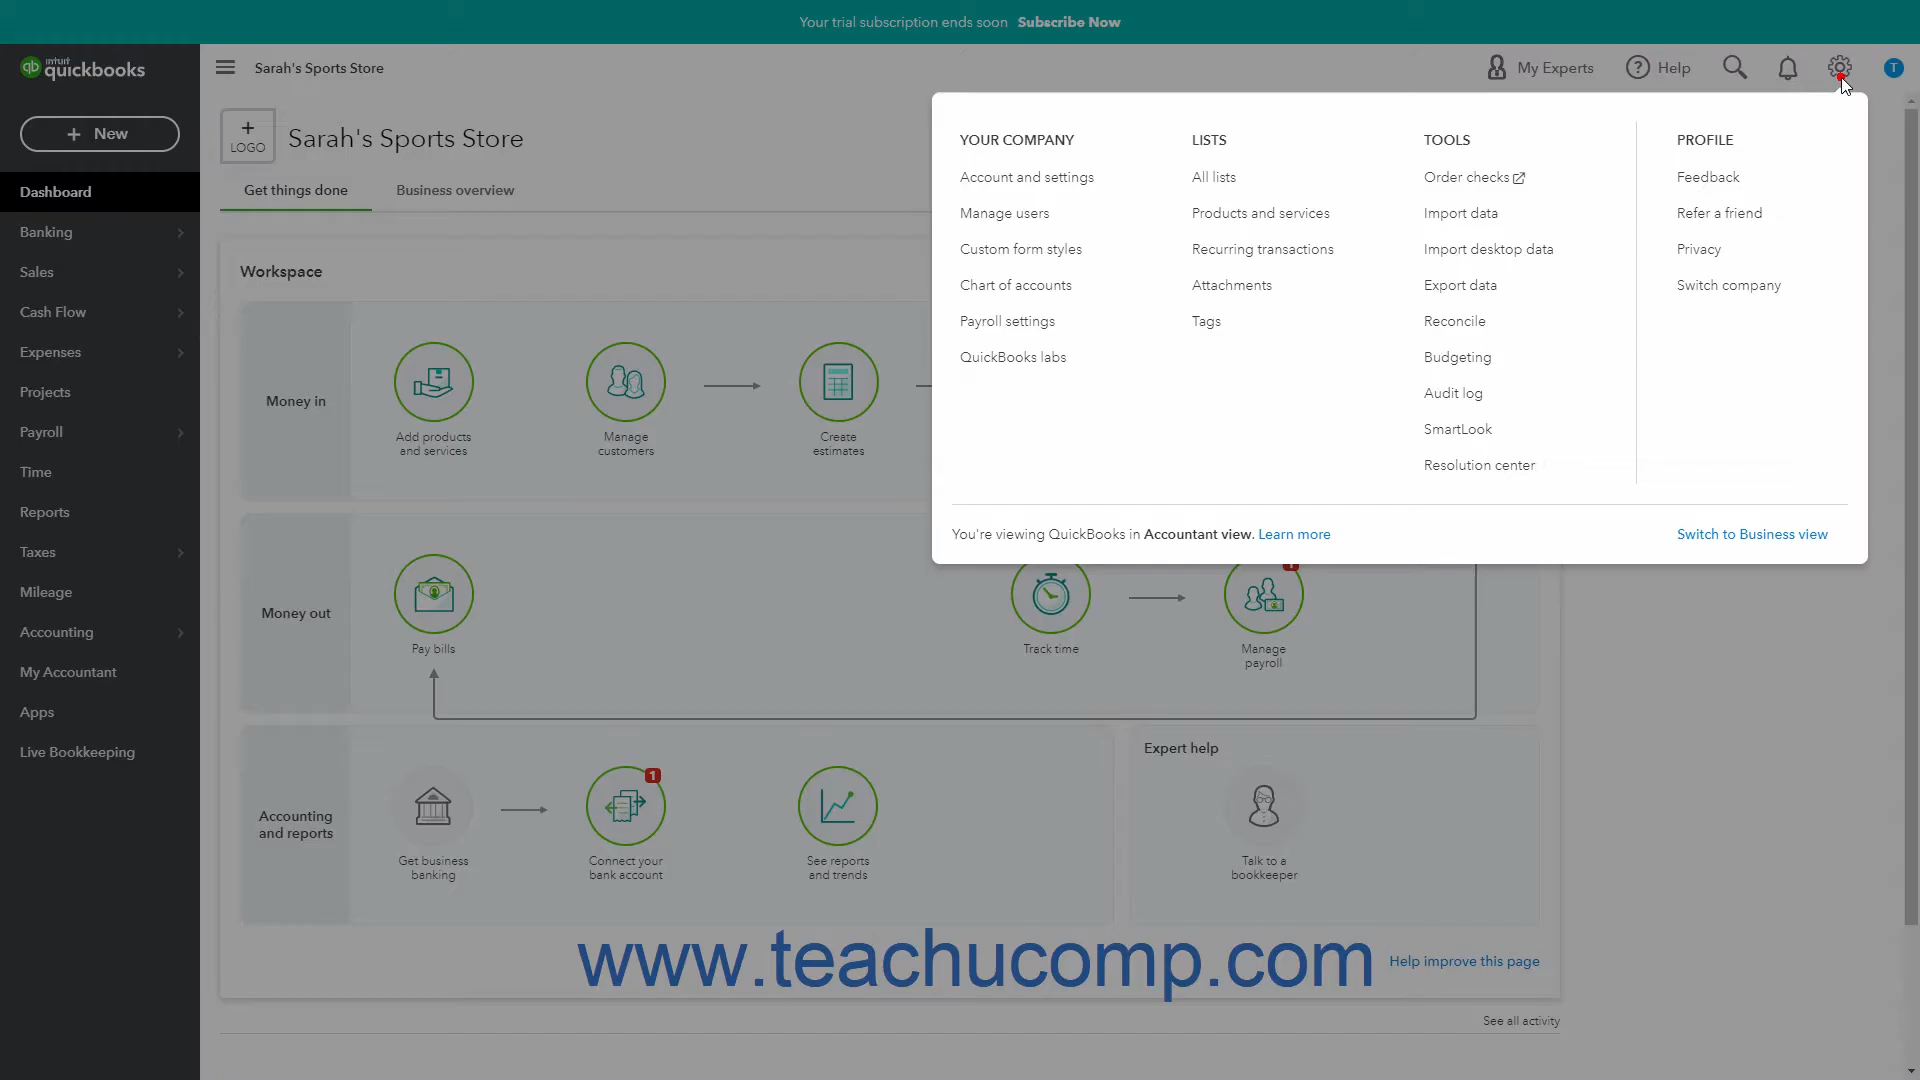 Your trial subscription ends soon Subscribe Now
intuit
qb quickbooks
Sarah's Sports Store
My Experts
? Help
T
+ New
Dashboard
Banking
Sales
Cash Flow
Expenses
Projects
Payroll
Time
Reports
Taxes
Mileage
Accounting
My Accountant
Apps
Live Bookkeeping
+
LOGO
Sarah's Sports Store
Get things done Business overview
Workspace
Money in
Add products
and services
Manage
customers
Create
estimates
YOUR COMPANY
Account and settings
Manage users
Custom form styles
Chart of accounts
Payroll settings
QuickBooks labs
LISTS
All lists
Products and services
Recurring transactions
Attachments
Tags
TOOLS
Order checks
Import data
Import desktop data
Export data
Reconcile
Budgeting
Audit log
SmartLook
Resolution center
PROFILE
Feedback
Refer a friend
Privacy
Switch company
You're viewing QuickBooks in Accountant view. Learn more
Switch to Business view
Money out
Pay bills
Track time
1
Manage
payroll
Accounting
and reports
Get business
banking
1
Connect your
bank account
See reports
and trends
Expert help
Talk to a
bookkeeper
www.teachucomp.com
Help improve this page
See all activity